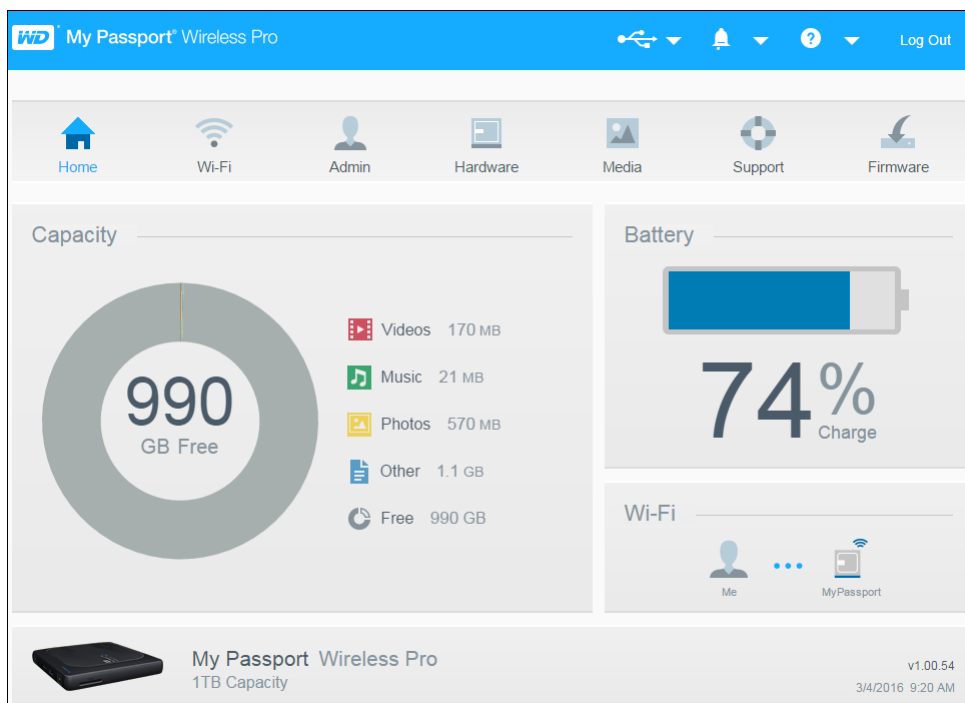 WD My Passport® Wireless Pro
? Log Out
Home Wi-Fi Admin Hardware Media Support Firmware
Capacity
990
GB Free
Videos 170 MB
Music 21 MB
Photos 570 MB
Other 1.1 GB
Free 990 GB
Battery
74%
Charge
Wi-Fi
Me MyPassport
My Passport Wireless Pro
1TB Capacity
v1.00.54
3/4/2016 9:20 AM